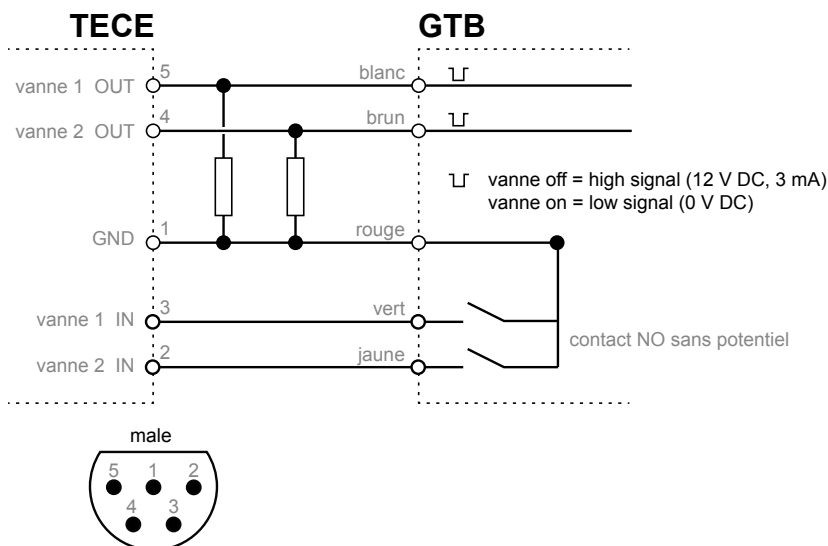 TECE GTB
vanne 1 OUT 5 blanc
vanne 2 OUT 4 brun
vanne off = high signal (12 V DC, 3 mA)
vanne on = low signal (0 V DC)
GND 1 rouge
vanne 1 IN 3 vert
contact NO sans potentiel
vanne 2 IN 2 jaune
male
5 1 2
4 3